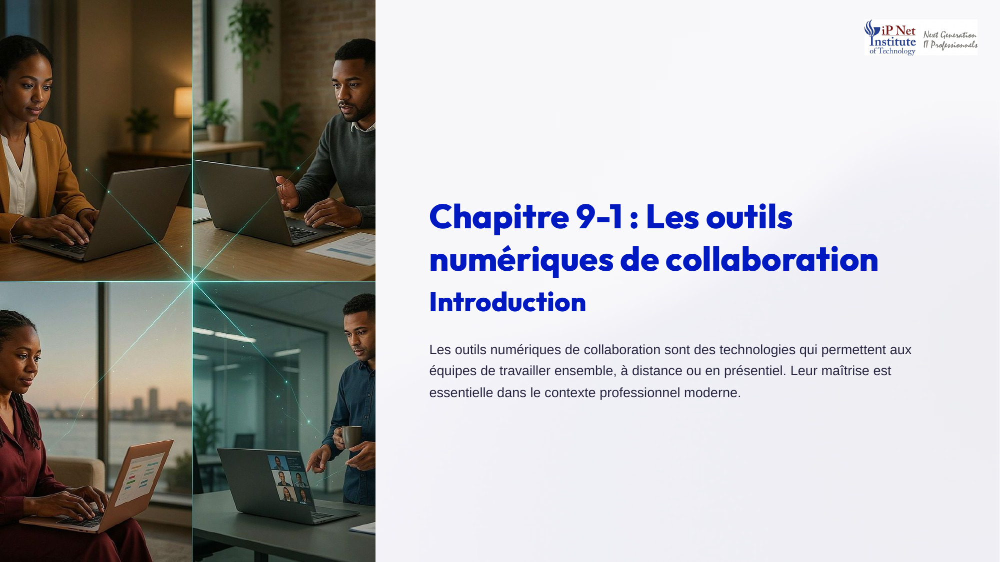 iP Net
Institute
of Technology
Next Generation
IT Professionnels
Chapitre 9-1 : Les outils
numériques de collaboration
Introduction
Les outils numériques de collaboration sont des technologies qui permettent aux
équipes de travailler ensemble, à distance ou en présentiel. Leur maîtrise est
essentielle dans le contexte professionnel moderne.